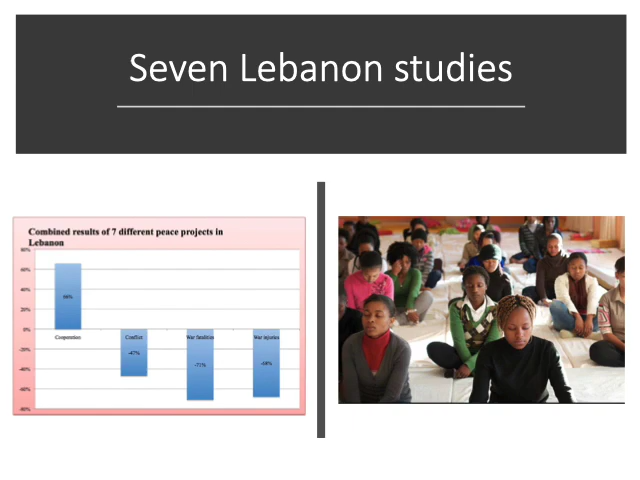 Seven Lebanon studies
Combined results of 7 different peace projects in
Lebanon
80%
60%
40%
20%
0%
-20%
-40%
-60%
-80%
66%
Cooperation
Conflict
-47%
War fatalities
-71%
War injuries
-68%